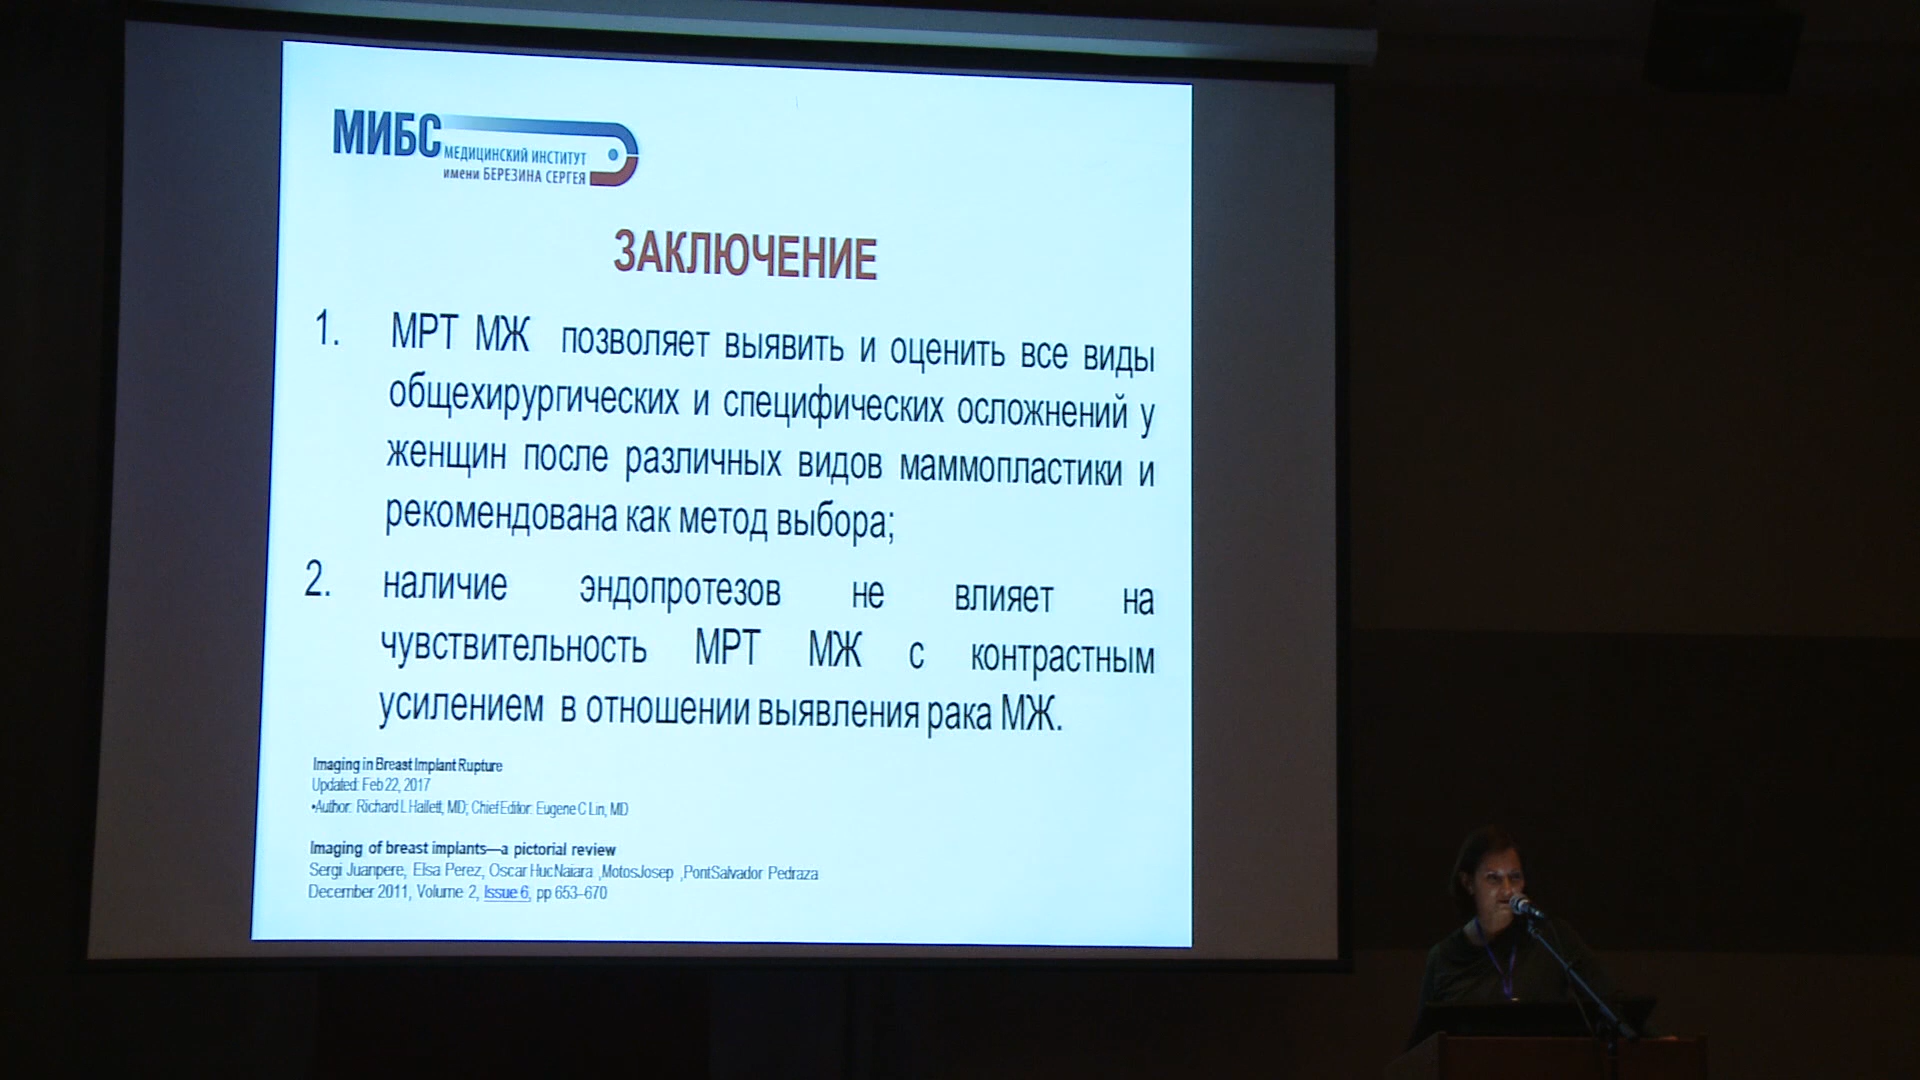 МИБС
МЕДИЦИНСКИЙ ИНСТИТУТ
имени БЕРЕЗИНА СЕРГЕЯ
ЗАКЛЮЧЕНИЕ
1. МРТ МЖ позволяет выявить и оценить все виды
общехирургических и специфических осложнений у
женщин после различных видов маммопластики и
рекомендована как метод выбора;
2. наличие эндопротезов не влияет на
чувствительность МРТ МЖ с контрастным
усилением в отношении выявления рака МЖ.
Imaging in Breast Implant Rupture
Updated: Feb 22, 2017
•Author: Richard L Hallett, MD; Chief Editor: Eugene C Lin, MD
Imaging of breast implants—a pictorial review
Sergi Juanpere, Elsa Perez, Oscar HucNaiara ,MotosJosep ,PontSalvador Pedraza
December 2011, Volume 2, Issue 6, pp 653–670